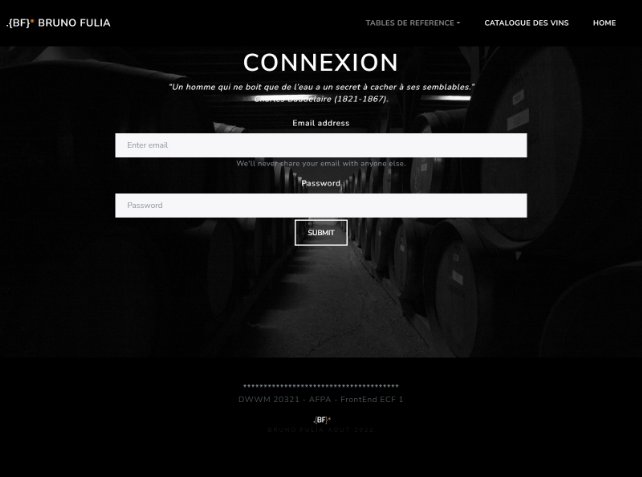 .{BF}* BRUNO FULIA
TABLES DE REFERENCE
CATALOGUE DES VINS
HOME
CONNEXION
"Un homme qui ne boit que de l'eau a un secret à cacher à ses semblables."
Charles Baudelaire (1821-1867).
Email address
Enter email
We'll never share your email with anyone else.
Password
Password
SUBMIT
**************************************
DWWM 20321 - AFPA - FrontEnd ECF 1
.{BF}*
BRUNO FULIA